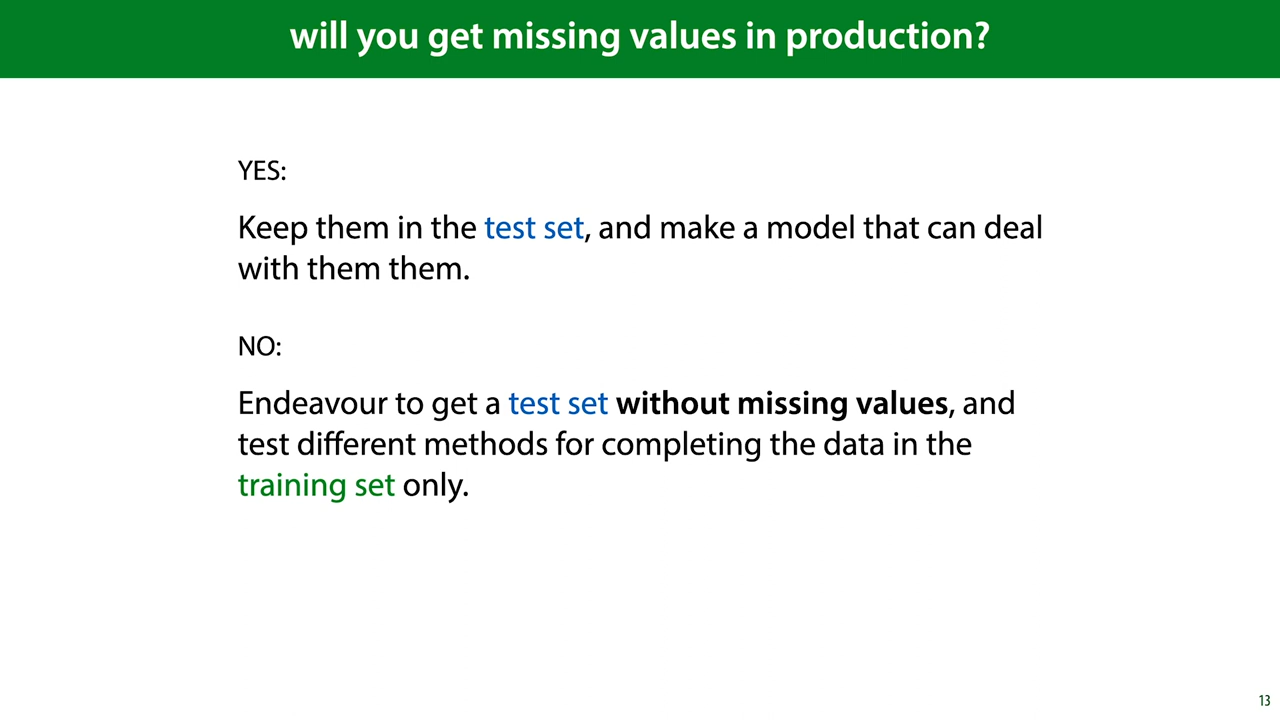 will you get missing values in production?
YES:
Keep them in the test set, and make a model that can deal
with them them.
NO:
Endeavour to get a test set without missing values, and
test different methods for completing the data in the
training set only.
13